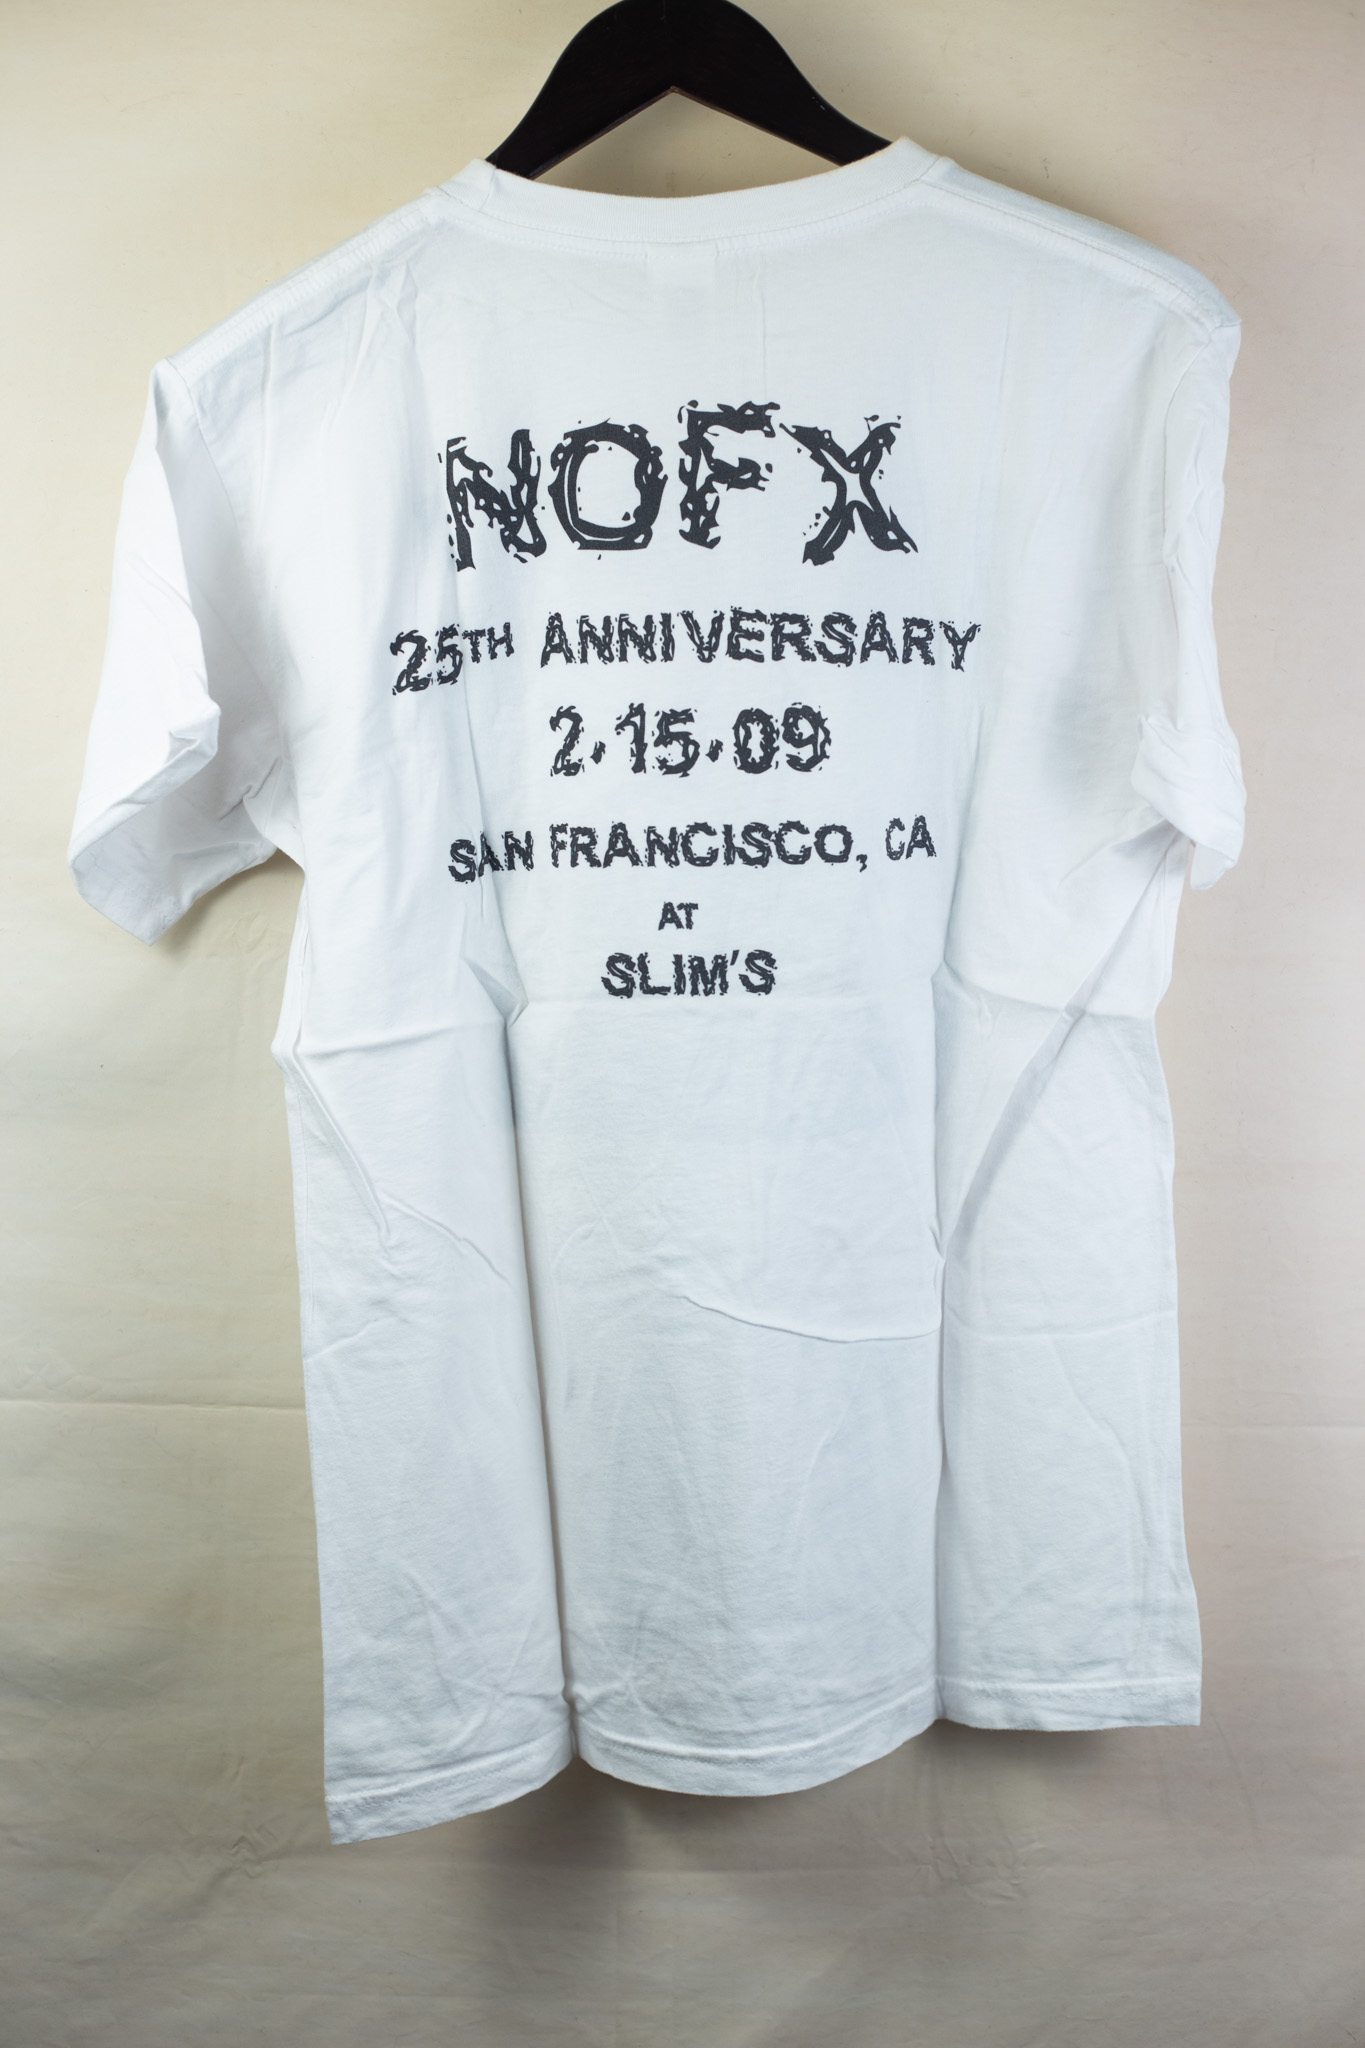 NOFX
25TH ANNIVERSARY
2.15.09
SAN FRANCISCO, CA
AT
SLIM'S